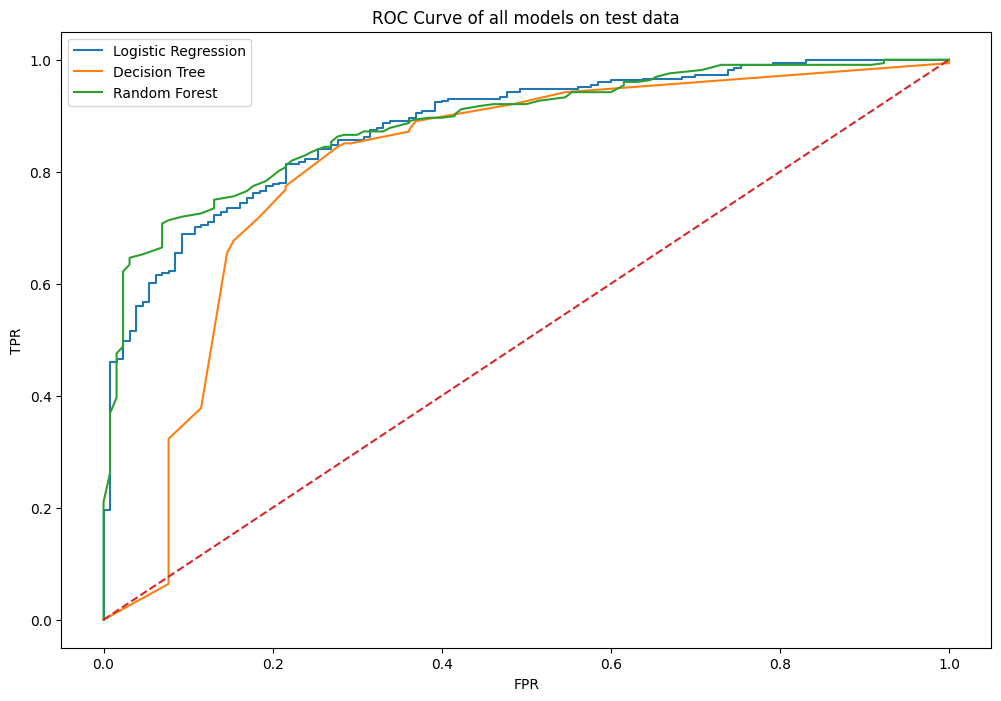 ROC Curve of all models on test data
Logistic Regression
Decision Tree
Random Forest
1.0
0.8
0.6
0.4
0.2
0.0
TPR
0.0 0.2 0.4 0.6 0.8 1.0
FPR